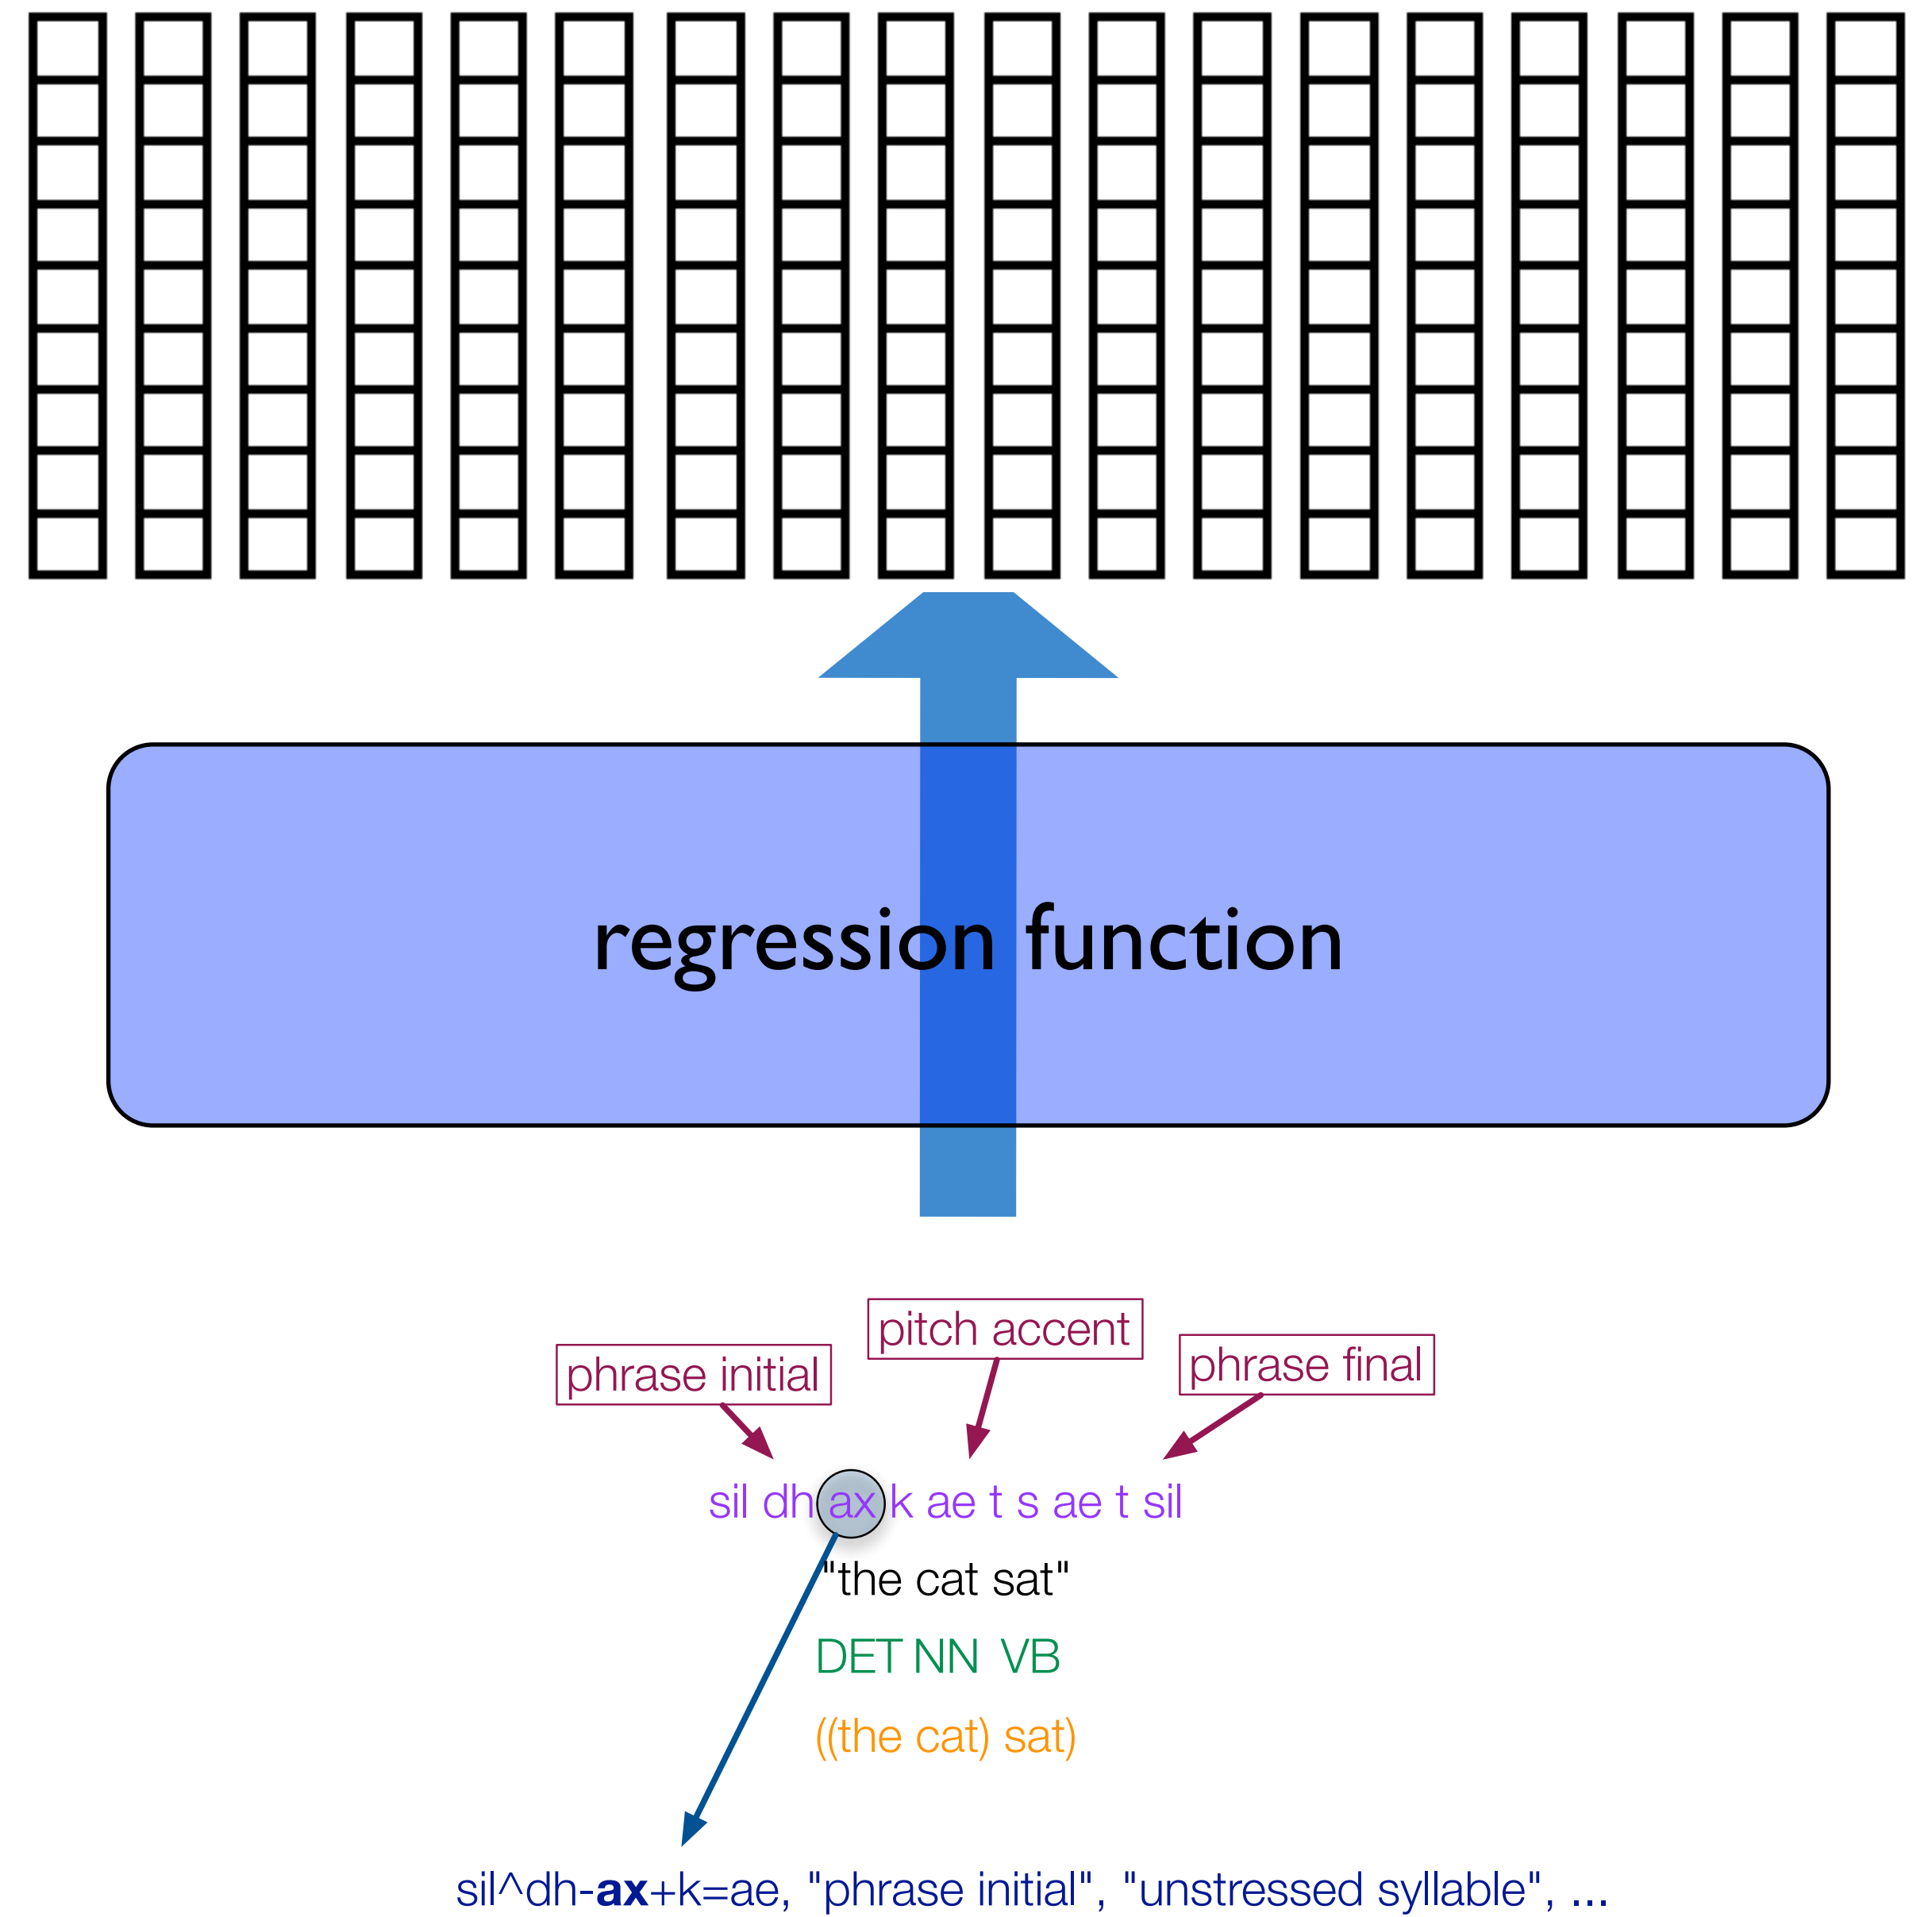 regression function
pitch accent
phrase initial
phrase final
sil dh ax k ae t s ae t sil
"the cat sat"
DET NN VB
((the cat) sat)
sil^dh-ax+k=ae, "phrase initial", "unstressed syllable", ...